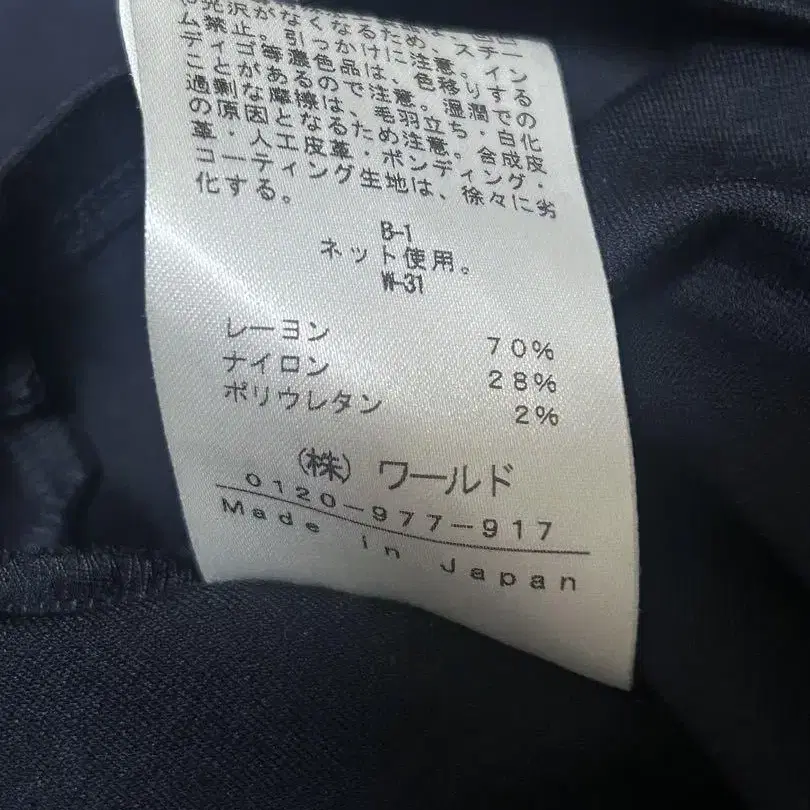 光沢がなくなるため、スチー
ム禁止。引っかけに注意。イン
ディゴ等濃色品は、色移りする
ことがあるので注意。湿潤での
過剰な摩擦は、毛羽立ち・白化
の原因となるため注意。合成皮
革・人工皮革・ボンディング・
コーティング生地は、徐々に劣
化する。
B-1
ネット使用。
W-31
レーヨン 70%
ナイロン 28%
ポリウレタン 2%
(株) ワールド
0120-977-917
Made in Japan